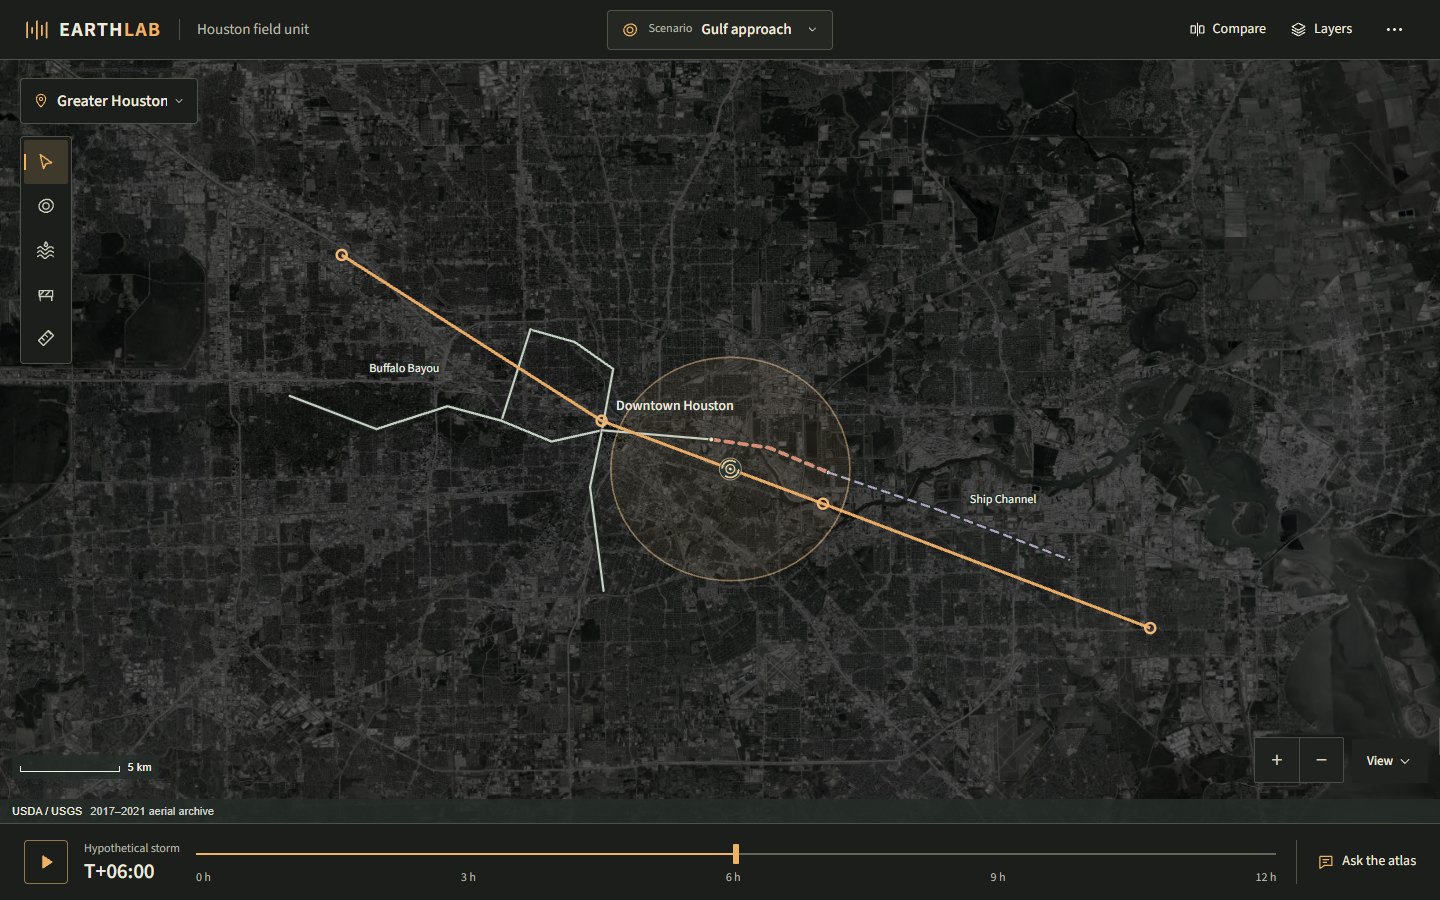 EARTHLAB
Houston field unit
Scenario Gulf approach
Compare
Layers
Greater Houston
Buffalo Bayou
Downtown Houston
Ship Channel
5 km
+
−
View
USDA / USGS 2017–2021 aerial archive
Hypothetical storm
T+06:00
0 h
3 h
6 h
9 h
12 h
Ask the atlas